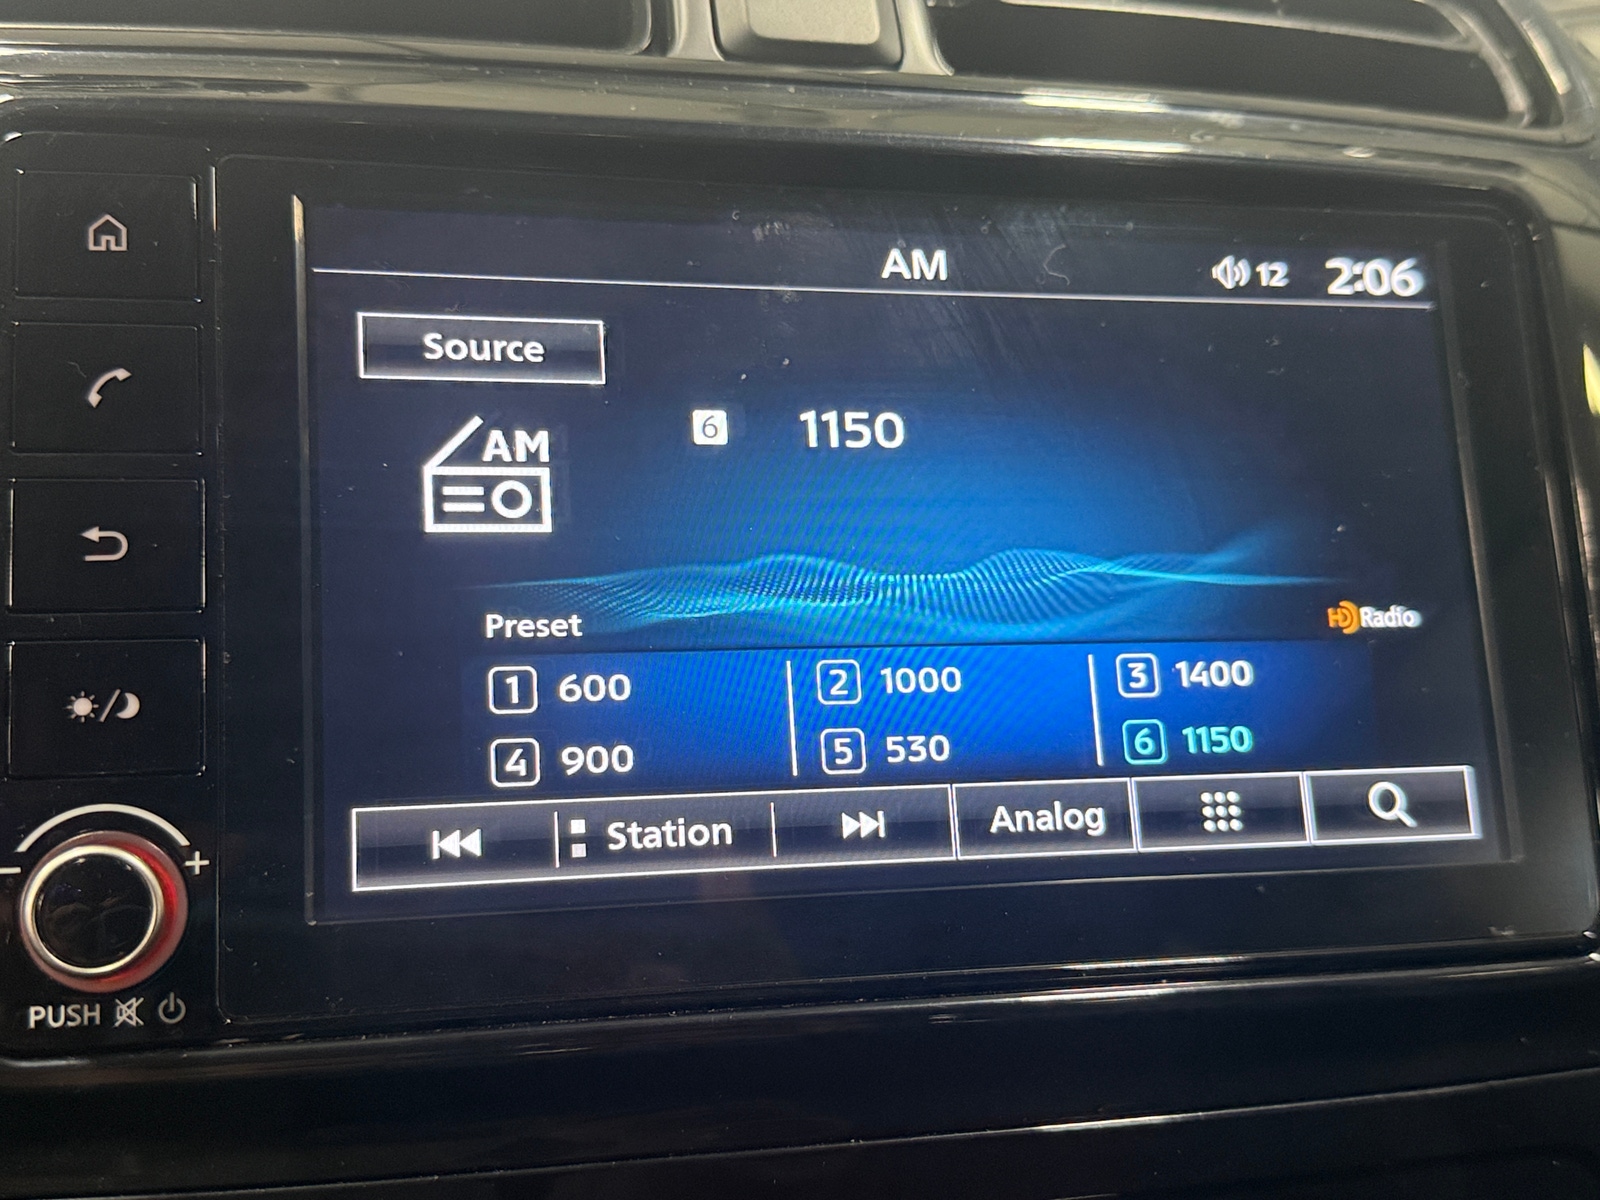 AM
12 2:06
Source
AM
6 1150
Preset
HD Radio
1 600 2 1000 3 1400
4 900 5 530 6 1150
Station Analog
− +
PUSH